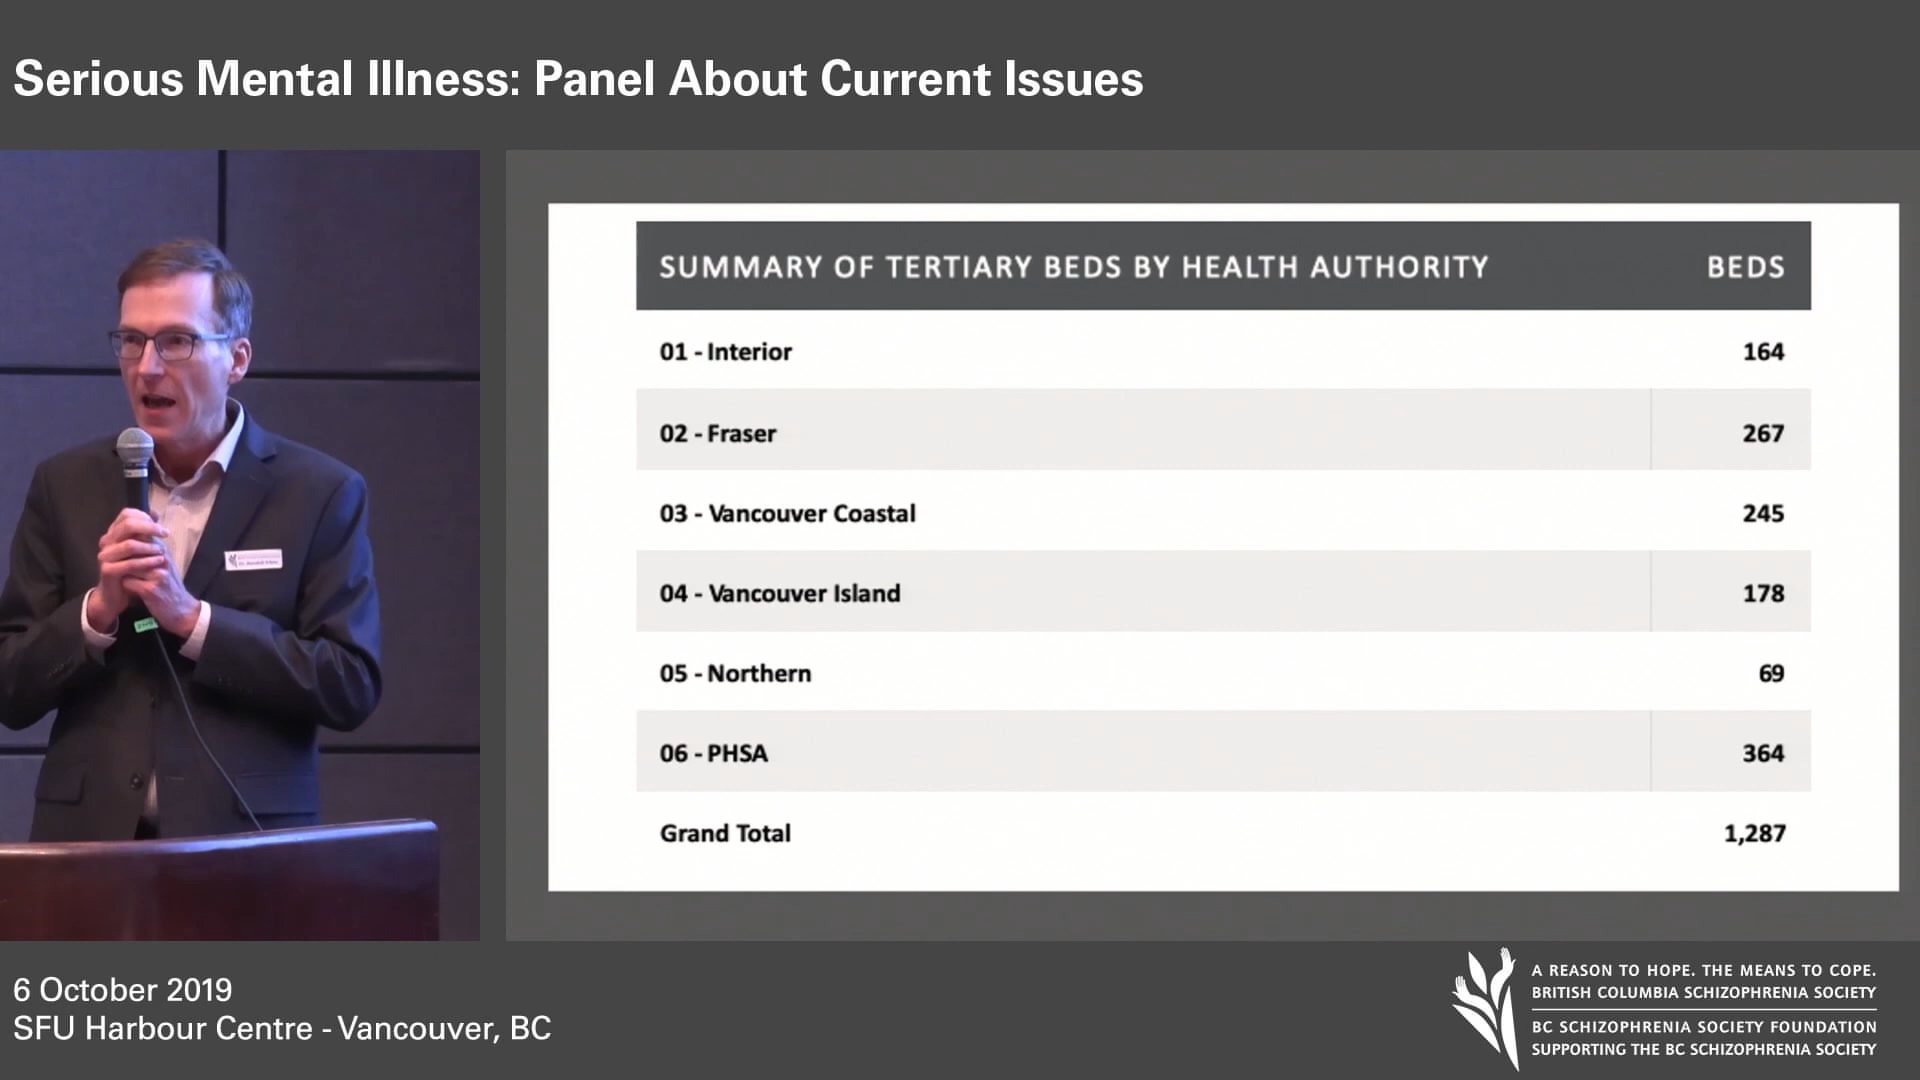 Serious Mental Illness: Panel About Current Issues
SUMMARY OF TERTIARY BEDS BY HEALTH AUTHORITY BEDS
01 - Interior 164
02 - Fraser 267
03 - Vancouver Coastal 245
04 - Vancouver Island 178
05 - Northern 69
06 - PHSA 364
Grand Total 1,287
6 October 2019
SFU Harbour Centre - Vancouver, BC
A REASON TO HOPE. THE MEANS TO COPE.
BRITISH COLUMBIA SCHIZOPHRENIA SOCIETY
BC SCHIZOPHRENIA SOCIETY FOUNDATION
SUPPORTING THE BC SCHIZOPHRENIA SOCIETY